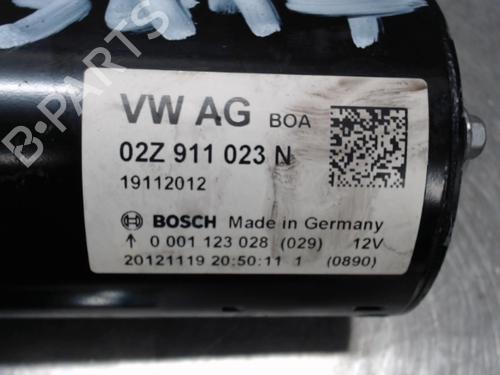 VW AG BOA
02Z 911 023 N
19112012
BOSCH Made in Germany
↑ 0 001 123 028 (029) 12V
20121119 20:50:11 1 (0890)
B-PARTS